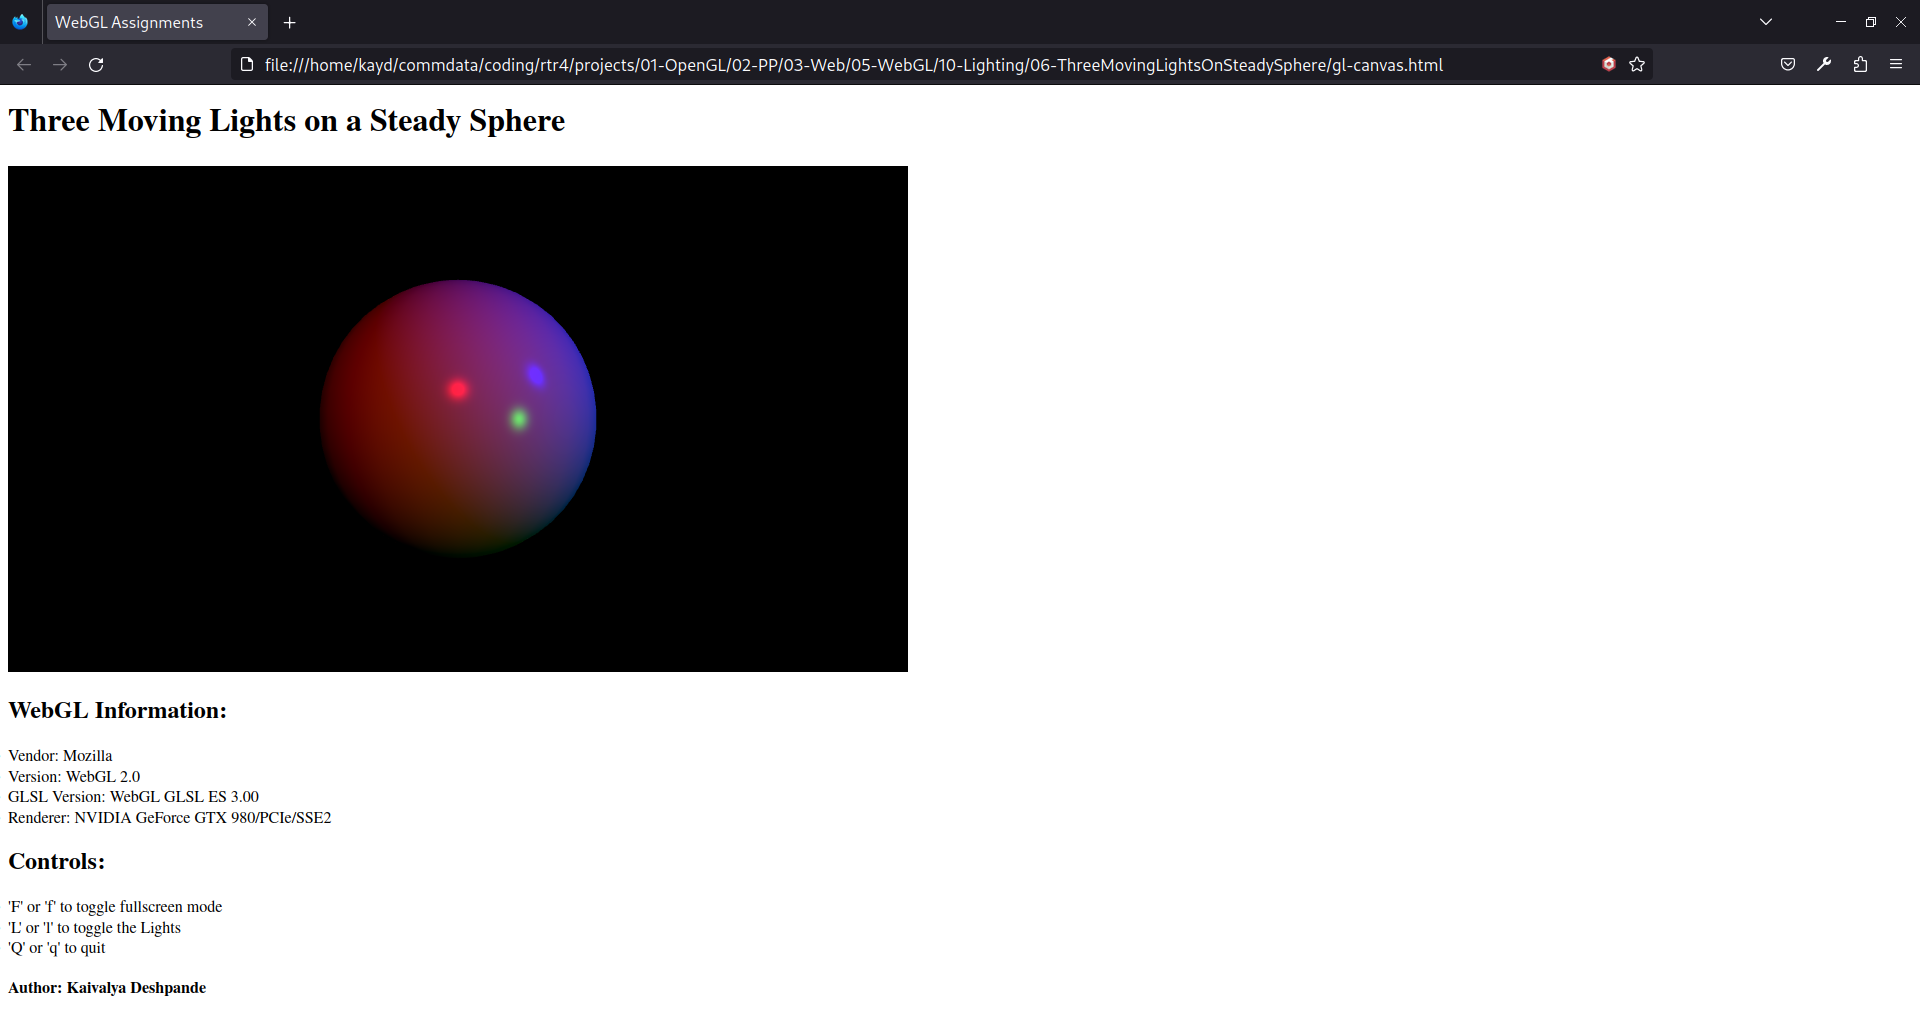 WebGL Assignments
file:///home/kayd/commdata/coding/rtr4/projects/01-OpenGL/02-PP/03-Web/05-WebGL/10-Lighting/06-ThreeMovingLightsOnSteadySphere/gl-canvas.html
Three Moving Lights on a Steady Sphere
WebGL Information:
Vendor: Mozilla
Version: WebGL 2.0
GLSL Version: WebGL GLSL ES 3.00
Renderer: NVIDIA GeForce GTX 980/PCIe/SSE2
Controls:
'F' or 'f' to toggle fullscreen mode
'L' or 'l' to toggle the Lights
'Q' or 'q' to quit
Author: Kaivalya Deshpande